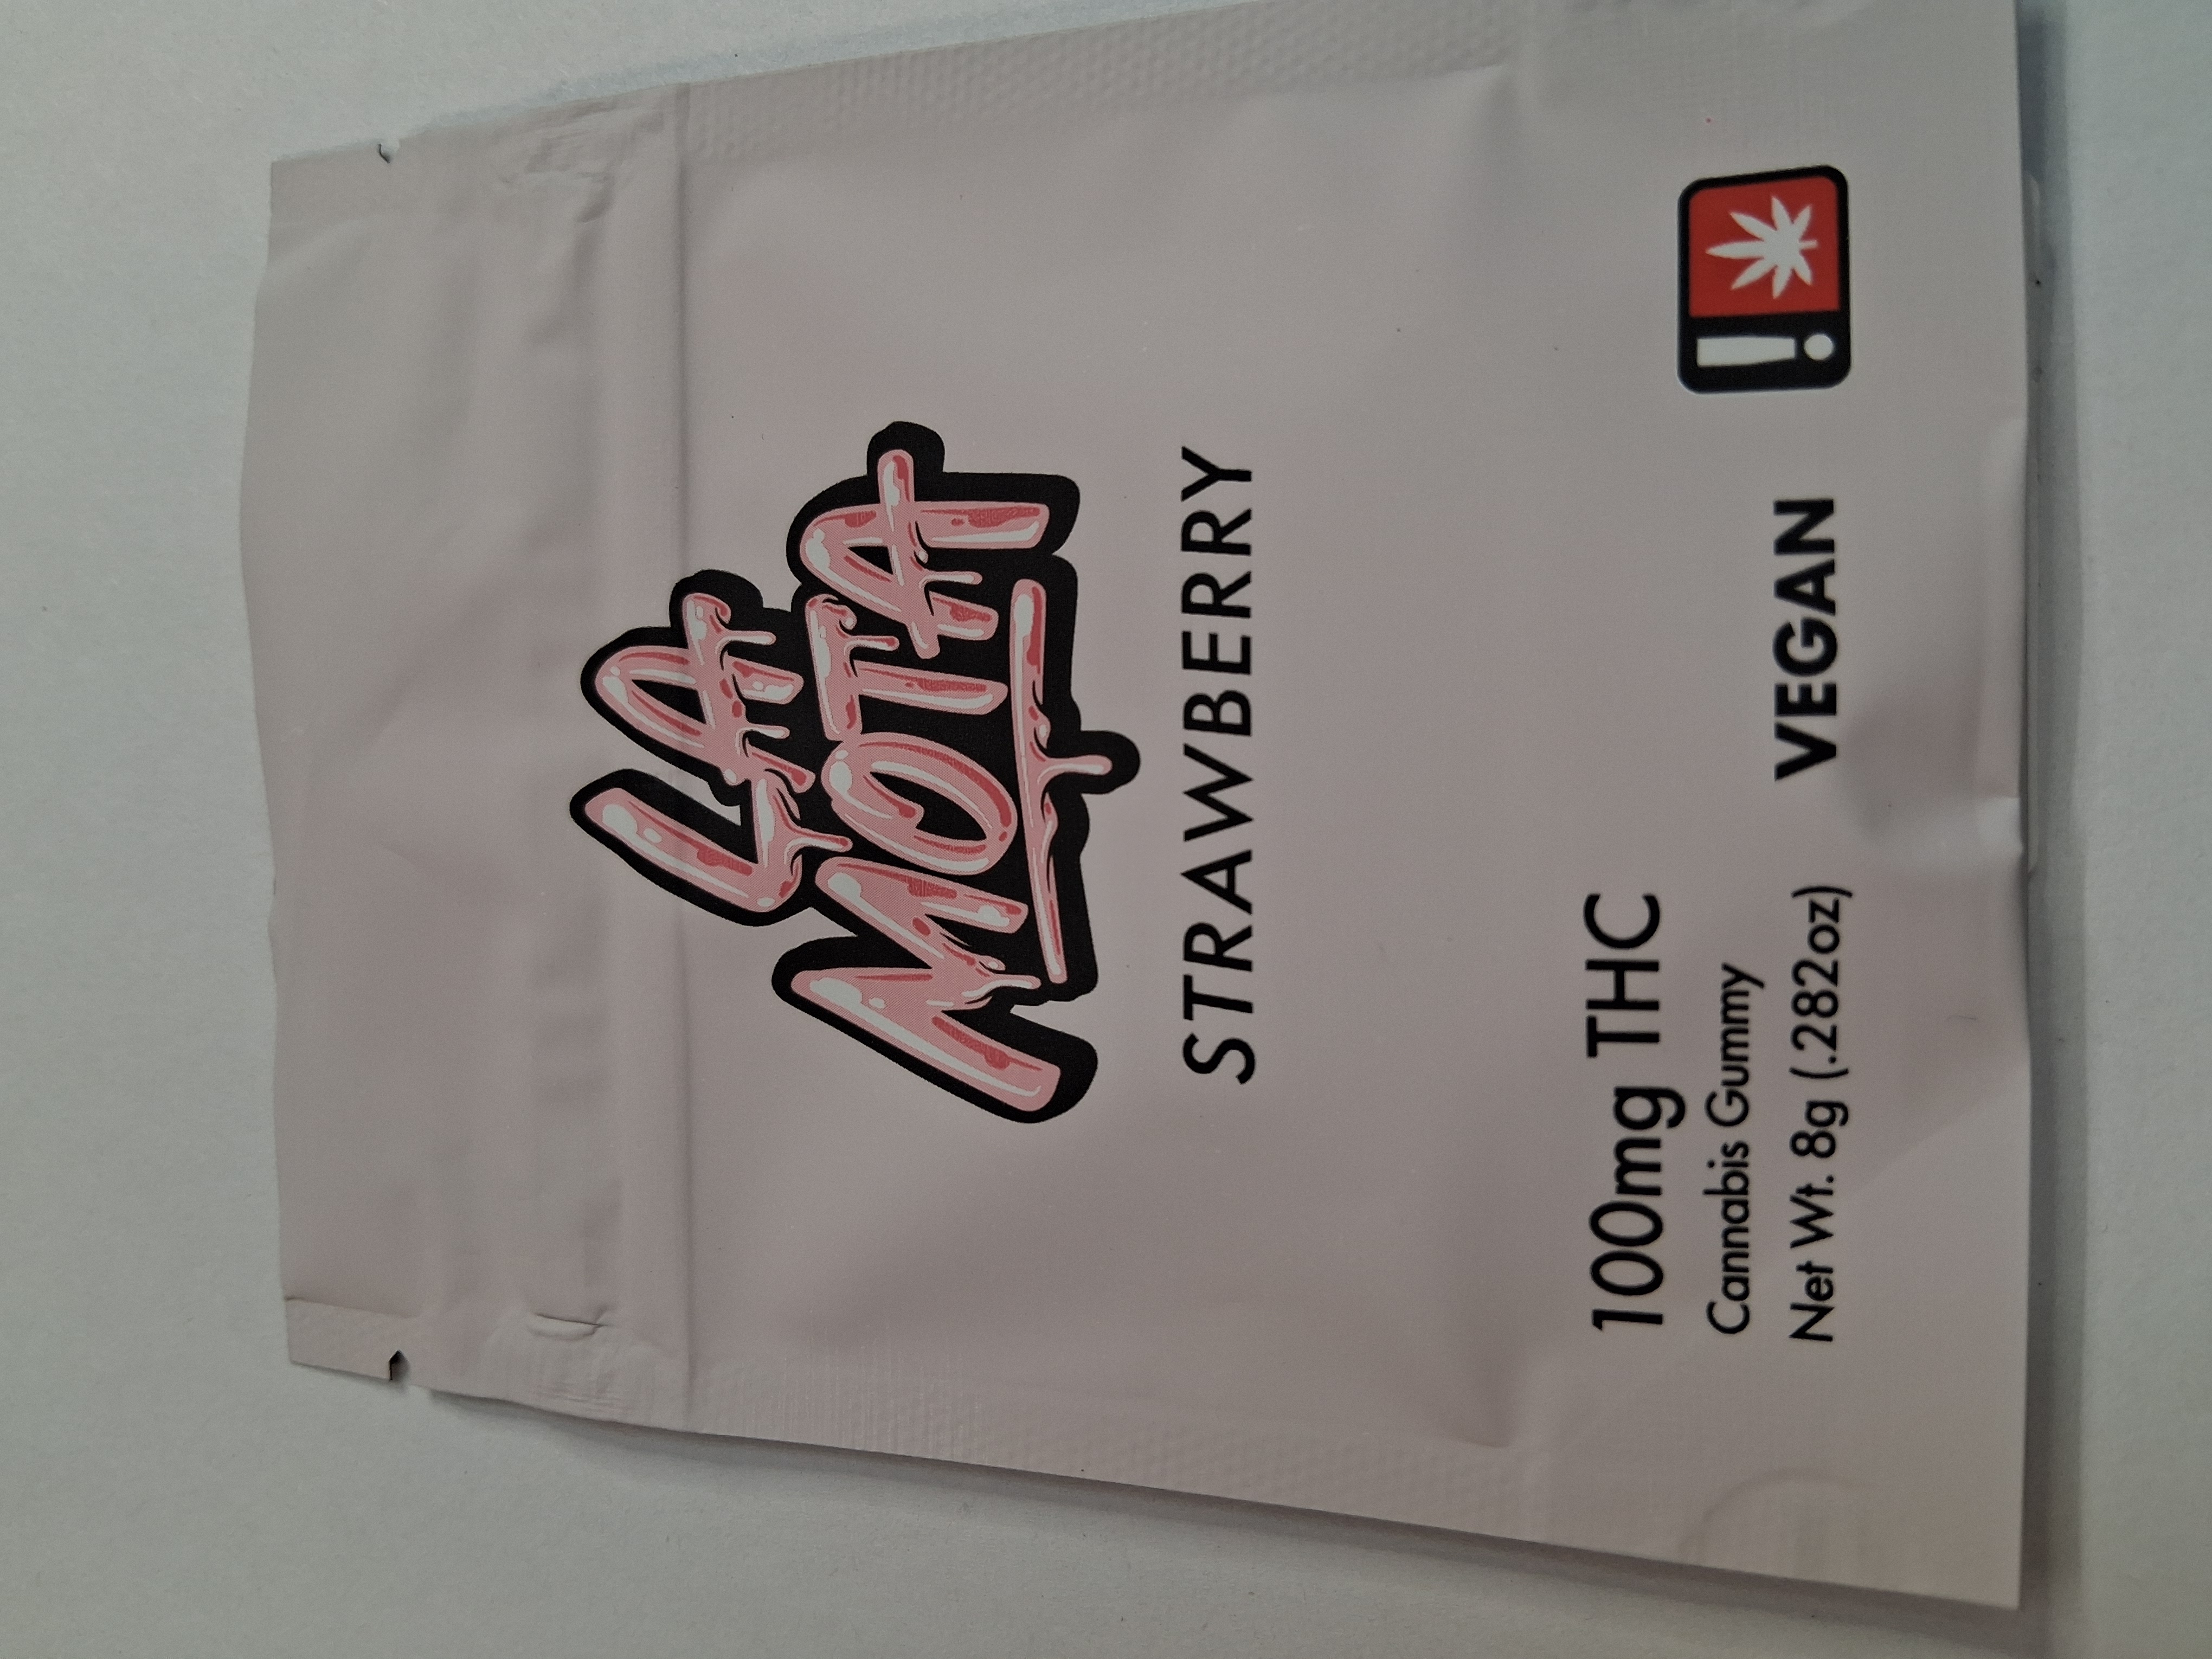 LA
MOTA
STRAWBERRY
100mg THC
Cannabis Gummy
Net Wt. 8g (.282oz)
VEGAN
!